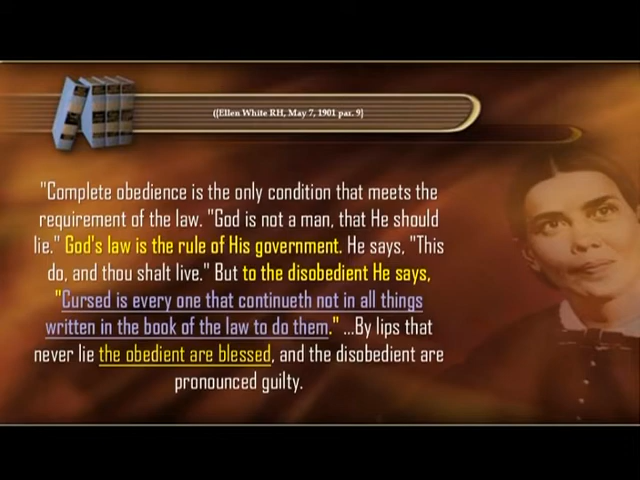 ({Ellen White RH, May 7, 1901 par. 9}
"Complete obedience is the only condition that meets the
requirement of the law. "God is not a man, that He should
lie." God's law is the rule of His government. He says, "This
do, and thou shalt live." But to the disobedient He says,
"Cursed is every one that continueth not in all things
written in the book of the law to do them." ...By lips that
never lie the obedient are blessed, and the disobedient are
pronounced guilty.